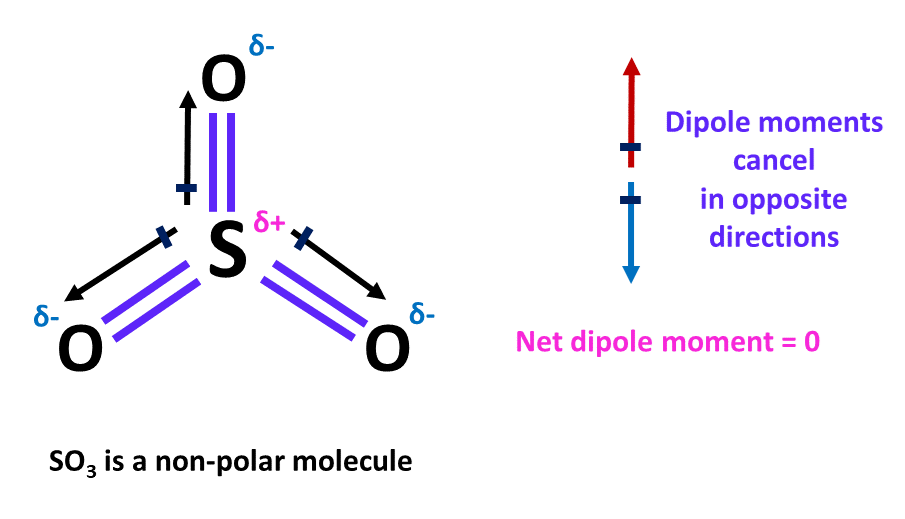 δ-
O
Dipole moments
cancel
in opposite
directions
S δ+
δ- δ-
O O
Net dipole moment = 0
SO₃ is a non-polar molecule